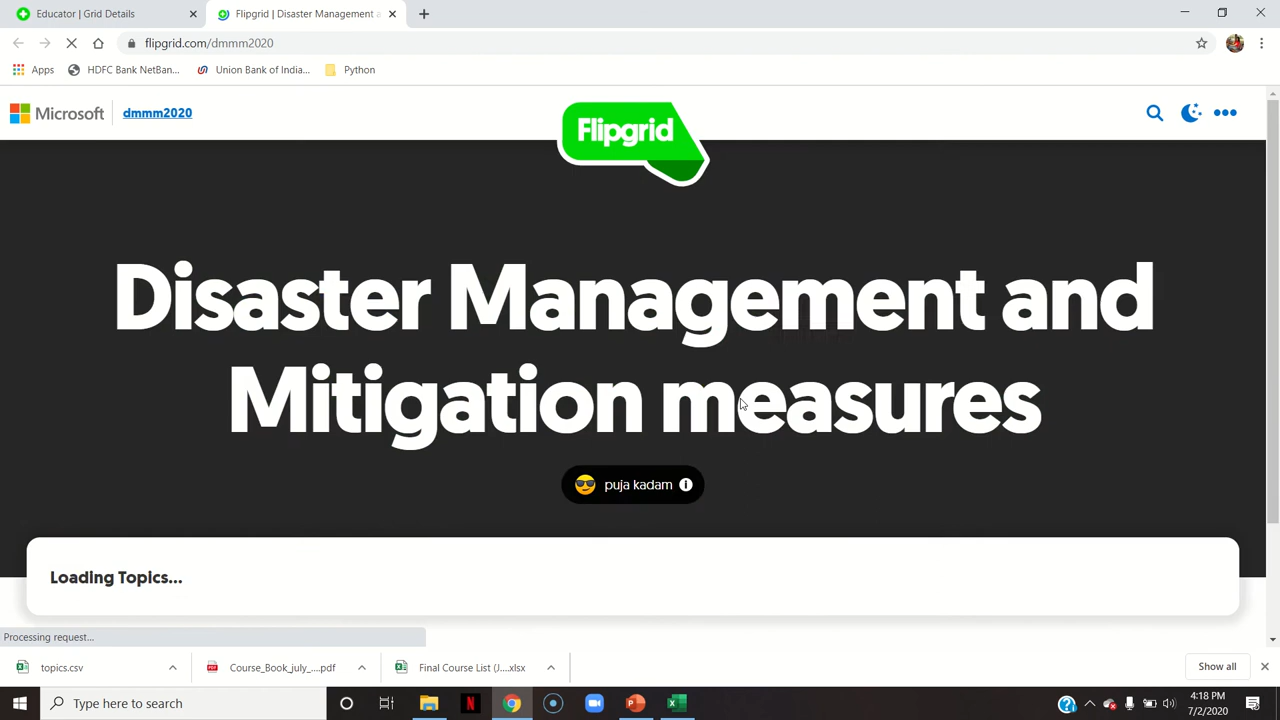 Educator | Grid Details
Flipgrid | Disaster Management a
flipgrid.com/dmmm2020
Apps
HDFC Bank NetBan...
Union Bank of India...
Python
Microsoft
dmmm2020
Flipgrid
Disaster Management and
Mitigation measures
puja kadam
Loading Topics...
Processing request...
topics.csv
Course_Book_july_....pdf
Final Course List (J....xlsx
Show all
Type here to search
4:18 PM
7/2/2020